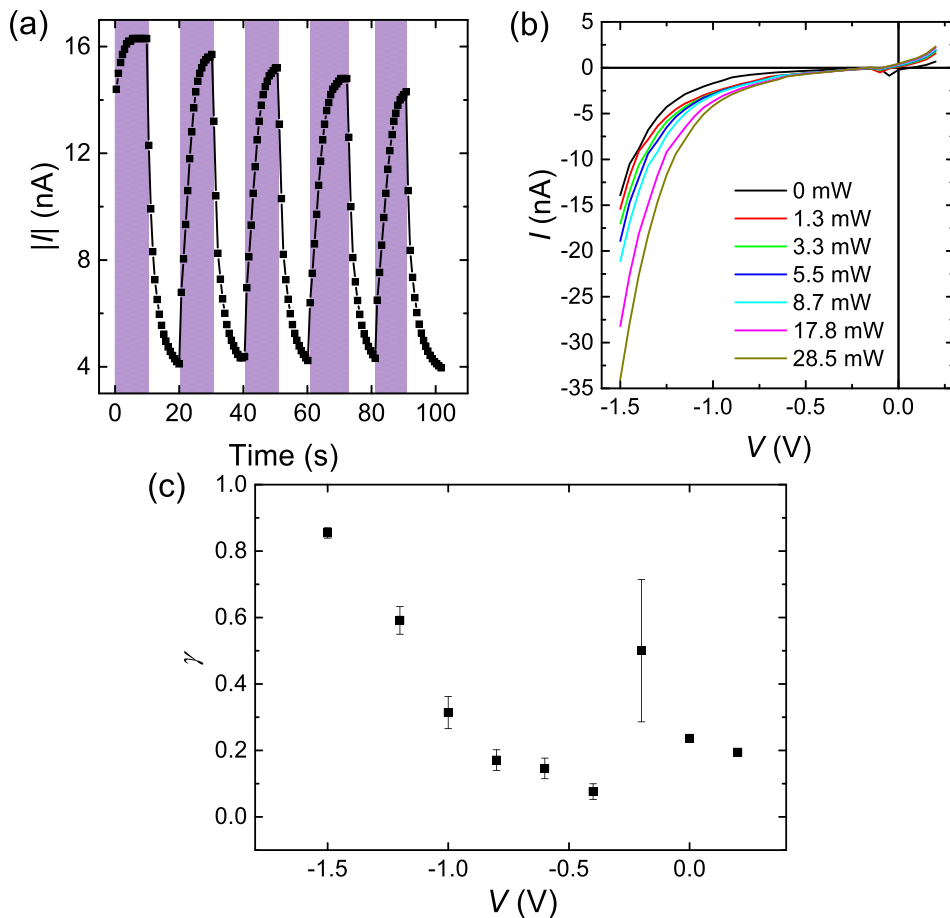 (a)
16
12
8
4
|I| (nA)
0 20 40 60 80 100
Time (s)
(b)
5
0
-5
-10
-15
-20
-25
-30
-35
I (nA)
0 mW
1.3 mW
3.3 mW
5.5 mW
8.7 mW
17.8 mW
28.5 mW
-1.5 -1.0 -0.5 0.0
V (V)
(c)
1.0
0.8
0.6
0.4
0.2
0.0
γ
-1.5 -1.0 -0.5 0.0
V (V)